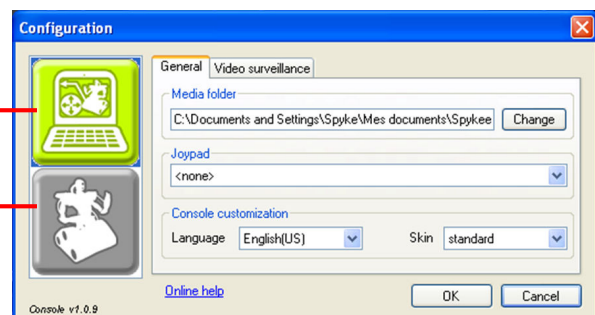 Configuration
General Video surveillance
Media folder
C:\Documents and Settings\Spyke\Mes documents\Spykee Change
Joypad
<none>
Console customization
Language English(US) Skin standard
Online help OK Cancel
Console v1.0.9